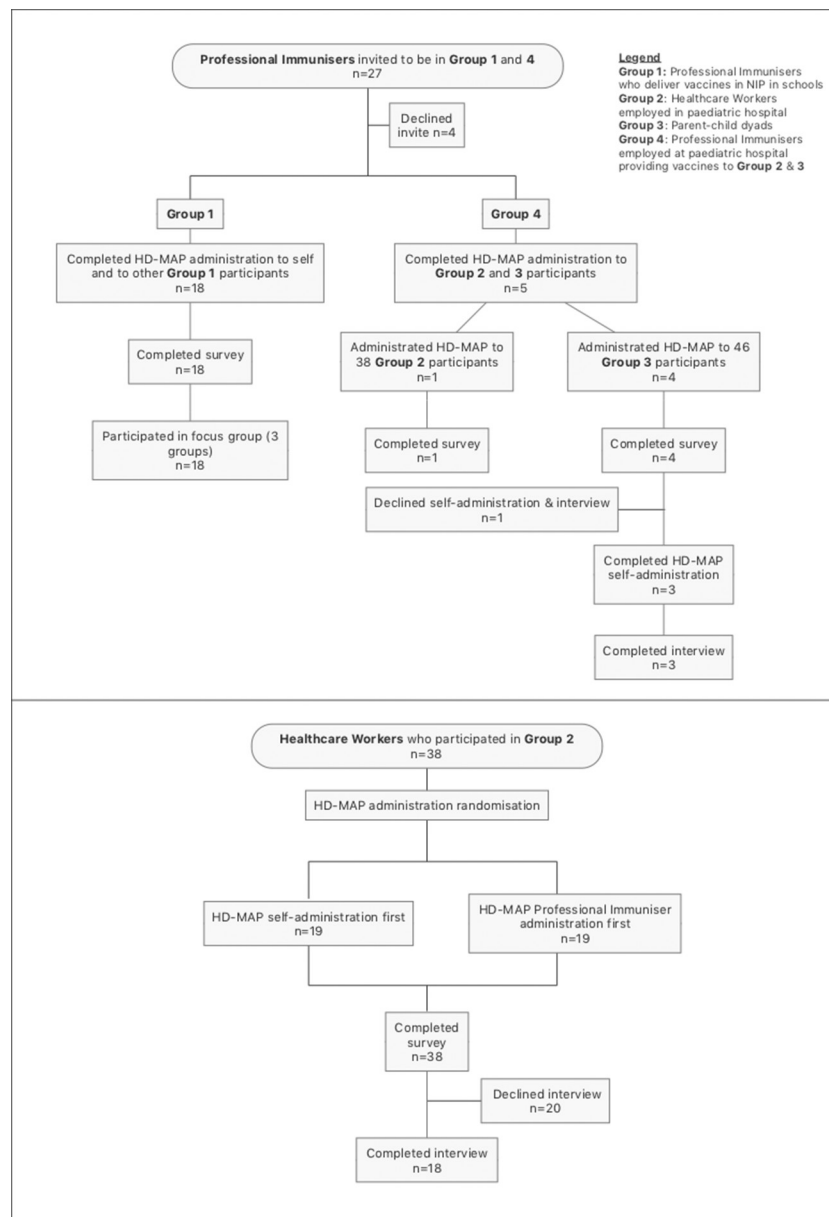 Professional Immunisers invited to be in Group 1 and 4
n=27
Legend
Group 1: Professional Immunisers
who deliver vaccines in NIP in schools
Group 2: Healthcare Workers
employed in paediatric hospital
Group 3: Parent-child dyads
Group 4: Professional Immunisers
employed at paediatric hospital
providing vaccines to Group 2 & 3
Declined
invite n=4
Group 1
Group 4
Completed HD-MAP administration to self
and to other Group 1 participants
n=18
Completed HD-MAP administration to
Group 2 and 3 participants
n=5
Completed survey
n=18
Administrated HD-MAP to
38 Group 2 participants
n=1
Administrated HD-MAP to 46
Group 3 participants
n=4
Participated in focus group (3
groups)
n=18
Completed survey
n=1
Completed survey
n=4
Declined self-administration & interview
n=1
Completed HD-MAP
self-administration
n=3
Completed interview
n=3
Healthcare Workers who participated in Group 2
n=38
HD-MAP administration randomisation
HD-MAP self-administration first
n=19
HD-MAP Professional Immuniser
administration first
n=19
Completed
survey
n=38
Declined interview
n=20
Completed interview
n=18